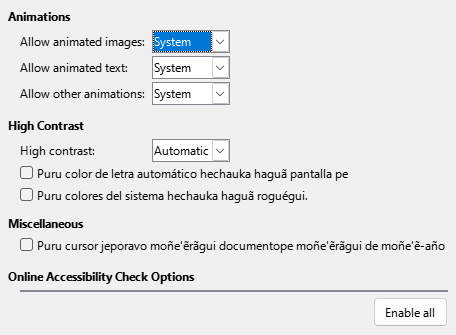 Animations
Allow animated images: System
Allow animated text: System
Allow other animations: System
High Contrast
High contrast: Automatic
Puru color de letra automático hechauka haguã pantalla pe
Puru colores del sistema hechauka haguã roguégui.
Miscellaneous
Puru cursor jeporavo moñe'ẽrãgui documentope moñe'ẽrãgui de moñe'ẽ-año
Online Accessibility Check Options
Enable all